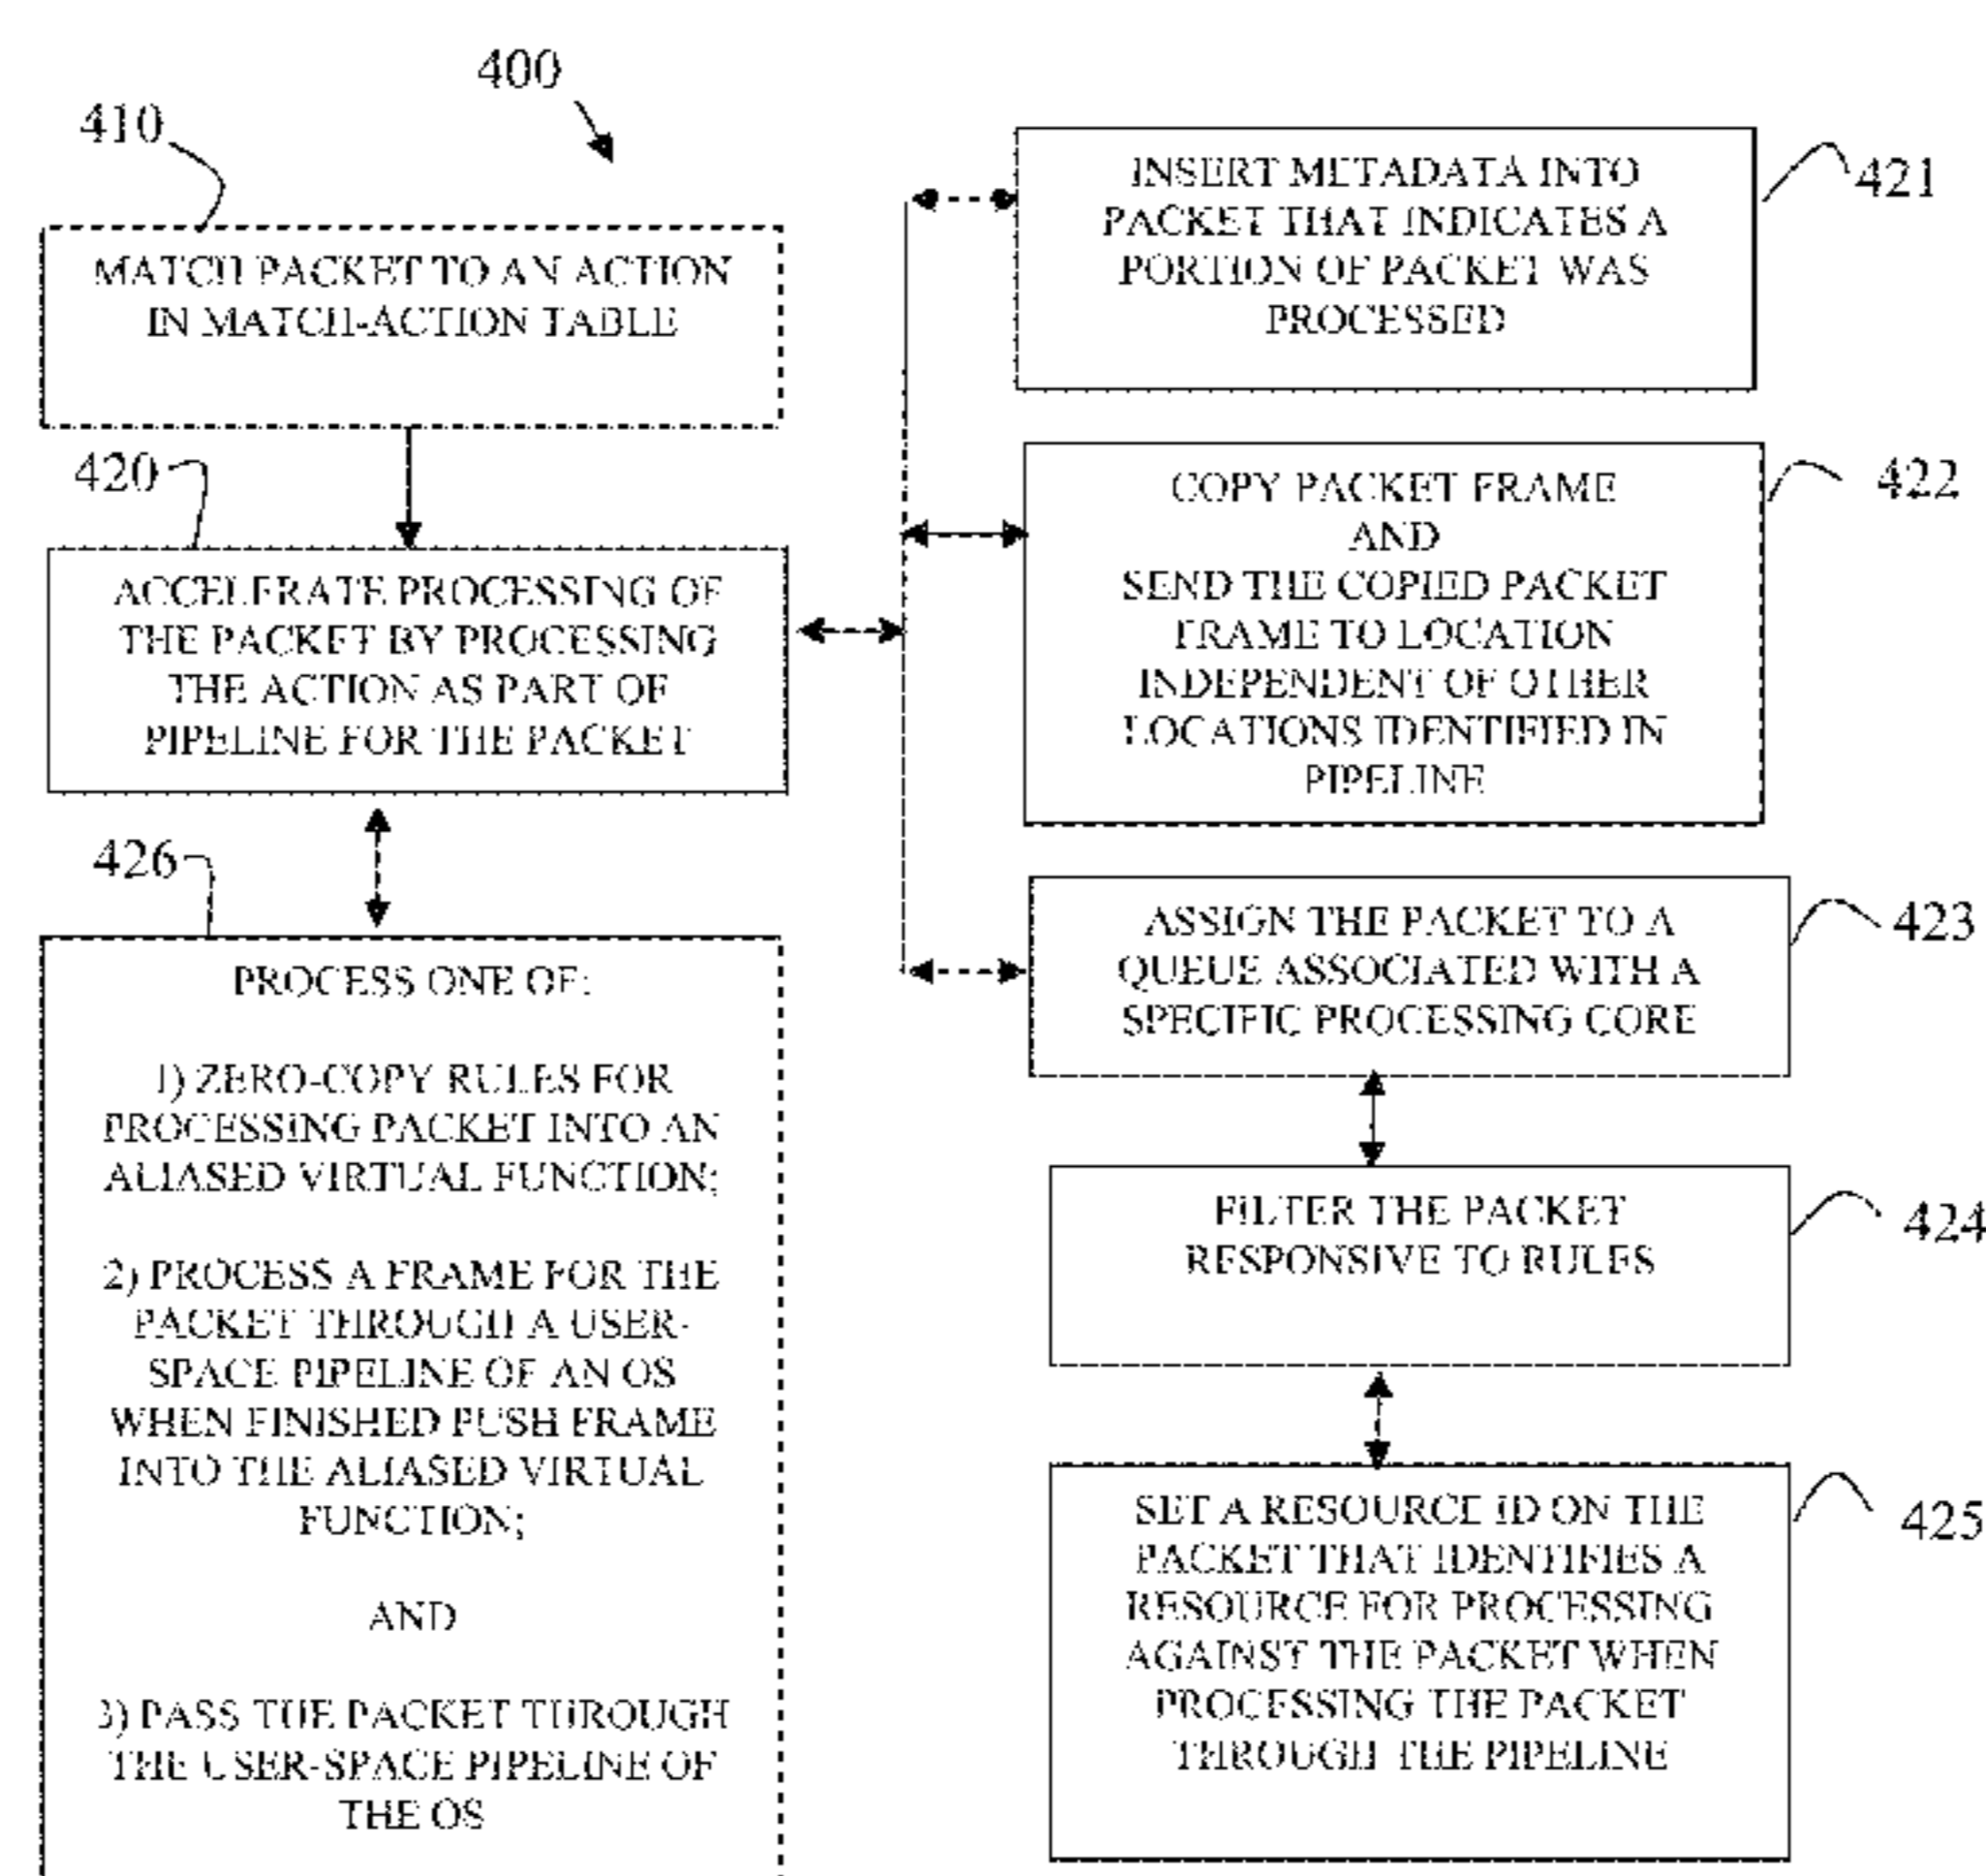 400
410
MATCH PACKET TO AN ACTION
IN MATCH-ACTION TABLE
420
ACCELERATE PROCESSING OF
THE PACKET BY PROCESSING
THE ACTION AS PART OF
PIPELINE FOR THE PACKET
426
PROCESS ONE OF:
1) ZERO-COPY RULES FOR
PROCESSING PACKET INTO AN
ALIASED VIRTUAL FUNCTION;
2) PROCESS A FRAME FOR THE
PACKET THROUGH A USER-
SPACE PIPELINE OF AN OS
WHEN FINISHED PUSH FRAME
INTO THE ALIASED VIRTUAL
FUNCTION;
AND
3) PASS THE PACKET THROUGH
THE USER-SPACE PIPELINE OF
THE OS
INSERT METADATA INTO
PACKET THAT INDICATES A
PORTION OF PACKET WAS
PROCESSED
421
COPY PACKET FRAME
AND
SEND THE COPIED PACKET
FRAME TO LOCATION
INDEPENDENT OF OTHER
LOCATIONS IDENTIFIED IN
PIPELINE
422
ASSIGN THE PACKET TO A
QUEUE ASSOCIATED WITH A
SPECIFIC PROCESSING CORE
423
FILTER THE PACKET
RESPONSIVE TO RULES
424
SET A RESOURCE ID ON THE
PACKET THAT IDENTIFIES A
RESOURCE FOR PROCESSING
AGAINST THE PACKET WHEN
PROCESSING THE PACKET
THROUGH THE PIPELINE
425